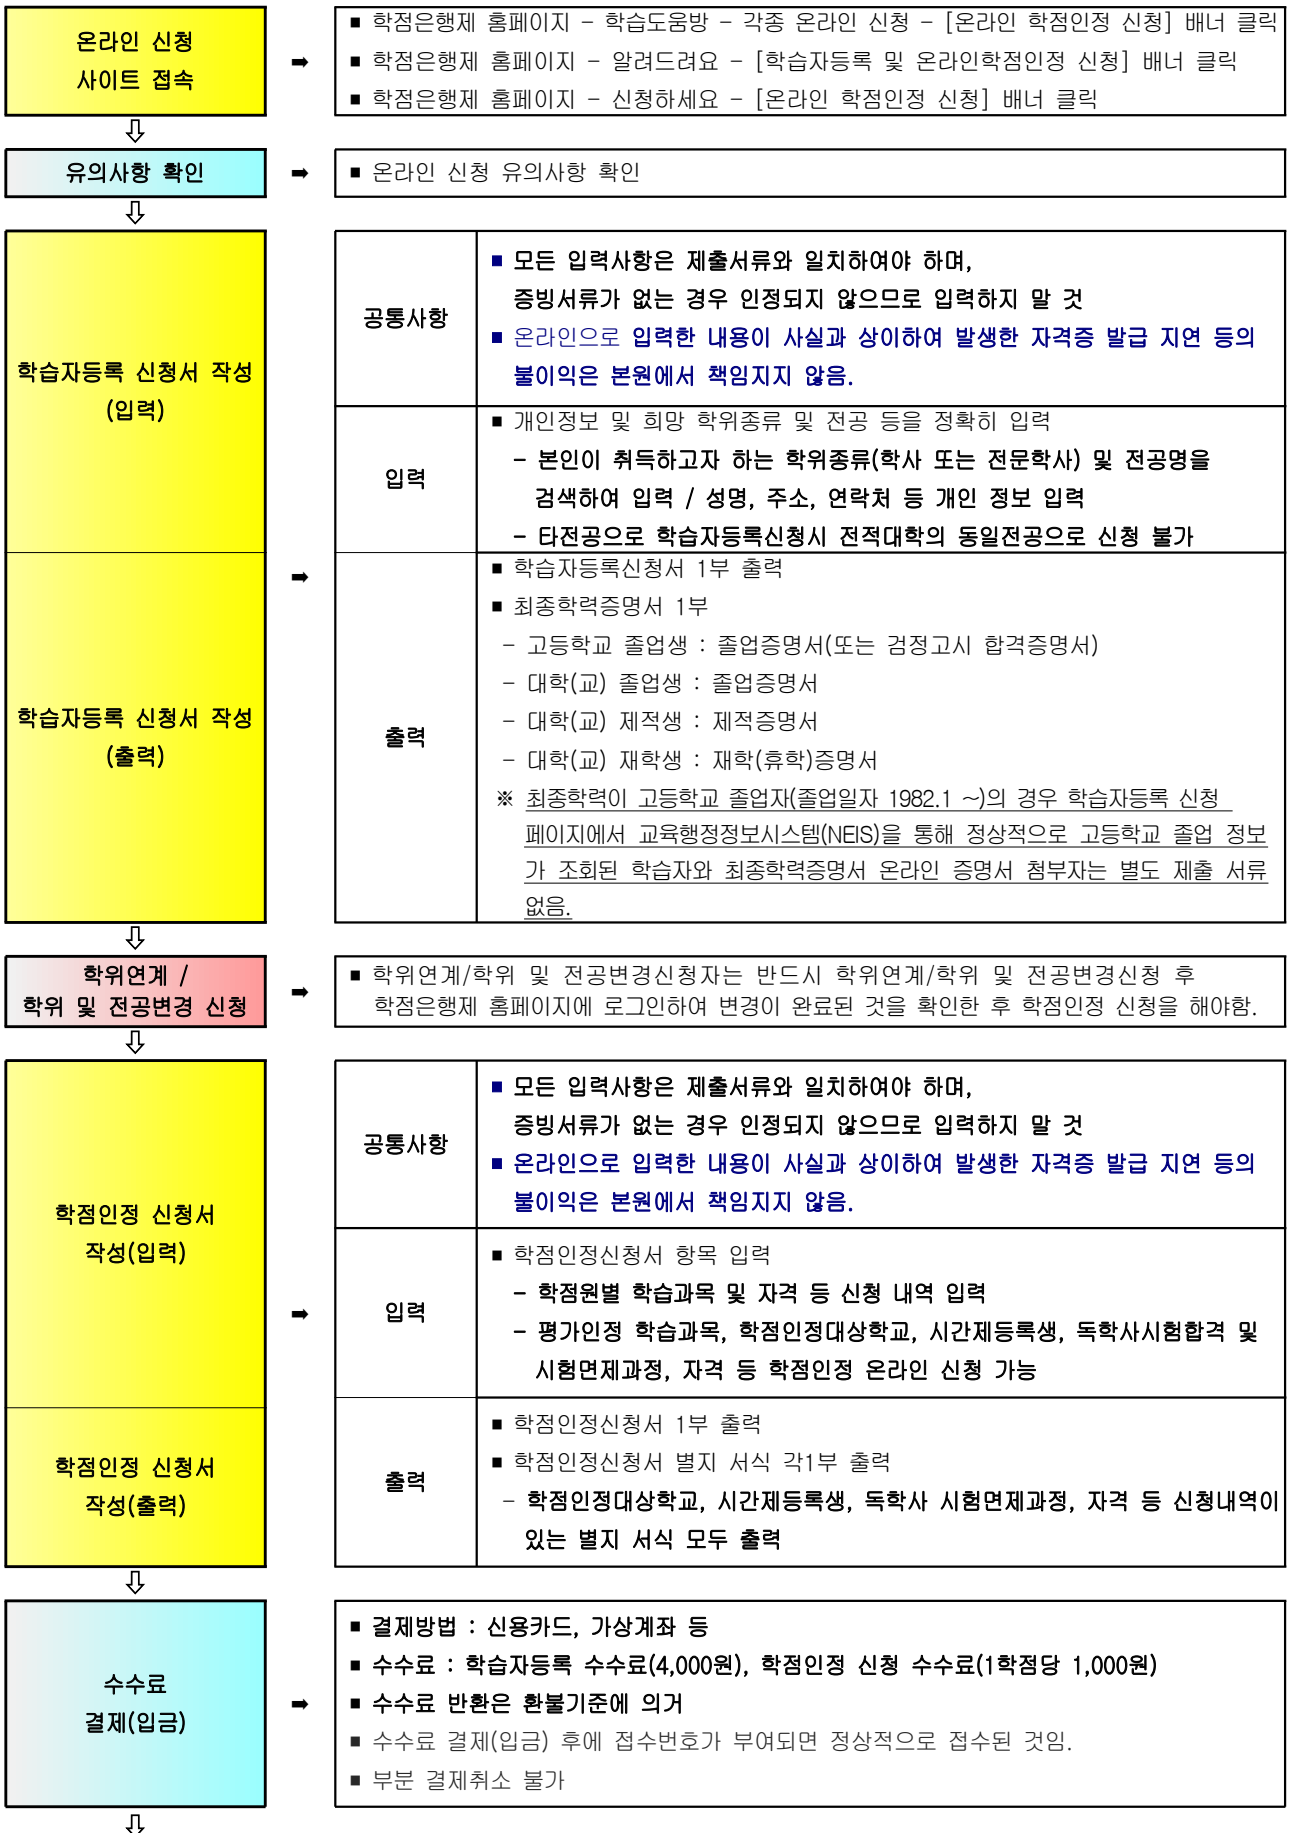 온라인 신청
사이트 접속
➡
■ 학점은행제 홈페이지 - 학습도움방 - 각종 온라인 신청 - [온라인 학점인정 신청] 배너 클릭
■ 학점은행제 홈페이지 - 알려드려요 - [학습자등록 및 온라인학점인정 신청] 배너 클릭
■ 학점은행제 홈페이지 - 신청하세요 - [온라인 학점인정 신청] 배너 클릭
⇩
유의사항 확인
➡
■ 온라인 신청 유의사항 확인
⇩
학습자등록 신청서 작성
(입력)
학습자등록 신청서 작성
(출력)
➡
공통사항
■ 모든 입력사항은 제출서류와 일치하여야 하며,
증빙서류가 없는 경우 인정되지 않으므로 입력하지 말 것
■ 온라인으로 입력한 내용이 사실과 상이하여 발생한 자격증 발급 지연 등의
불이익은 본원에서 책임지지 않음.
입력
■ 개인정보 및 희망 학위종류 및 전공 등을 정확히 입력
- 본인이 취득하고자 하는 학위종류(학사 또는 전문학사) 및 전공명을
검색하여 입력 / 성명, 주소, 연락처 등 개인 정보 입력
- 타전공으로 학습자등록신청시 전적대학의 동일전공으로 신청 불가
출력
■ 학습자등록신청서 1부 출력
■ 최종학력증명서 1부
- 고등학교 졸업생 : 졸업증명서(또는 검정고시 합격증명서)
- 대학(교) 졸업생 : 졸업증명서
- 대학(교) 제적생 : 제적증명서
- 대학(교) 재학생 : 재학(휴학)증명서
※ 최종학력이 고등학교 졸업자(졸업일자 1982.1 ~)의 경우 학습자등록 신청
페이지에서 교육행정정보시스템(NEIS)을 통해 정상적으로 고등학교 졸업 정보
가 조회된 학습자와 최종학력증명서 온라인 증명서 첨부자는 별도 제출 서류
없음.
⇩
학위연계 /
학위 및 전공변경 신청
➡
■ 학위연계/학위 및 전공변경신청자는 반드시 학위연계/학위 및 전공변경신청 후
학점은행제 홈페이지에 로그인하여 변경이 완료된 것을 확인한 후 학점인정 신청을 해야함.
⇩
학점인정 신청서
작성(입력)
학점인정 신청서
작성(출력)
➡
공통사항
■ 모든 입력사항은 제출서류와 일치하여야 하며,
증빙서류가 없는 경우 인정되지 않으므로 입력하지 말 것
■ 온라인으로 입력한 내용이 사실과 상이하여 발생한 자격증 발급 지연 등의
불이익은 본원에서 책임지지 않음.
입력
■ 학점인정신청서 항목 입력
- 학점원별 학습과목 및 자격 등 신청 내역 입력
- 평가인정 학습과목, 학점인정대상학교, 시간제등록생, 독학사시험합격 및
시험면제과정, 자격 등 학점인정 온라인 신청 가능
출력
■ 학점인정신청서 1부 출력
■ 학점인정신청서 별지 서식 각1부 출력
- 학점인정대상학교, 시간제등록생, 독학사 시험면제과정, 자격 등 신청내역이
있는 별지 서식 모두 출력
⇩
수수료
결제(입금)
➡
■ 결제방법 : 신용카드, 가상계좌 등
■ 수수료 : 학습자등록 수수료(4,000원), 학점인정 신청 수수료(1학점당 1,000원)
■ 수수료 반환은 환불기준에 의거
■ 수수료 결제(입금) 후에 접수번호가 부여되면 정상적으로 접수된 것임.
■ 부분 결제취소 불가
⇩